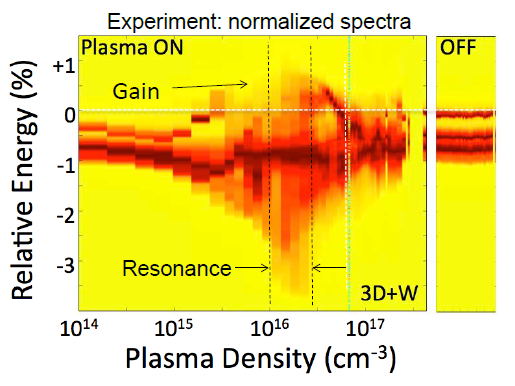 Experiment: normalized spectra
Plasma ON
OFF
Gain
Resonance
3D+W
Relative Energy (%)
+1
0
-1
-2
-3
10^14
10^15
10^16
10^17
Plasma Density (cm^-3)